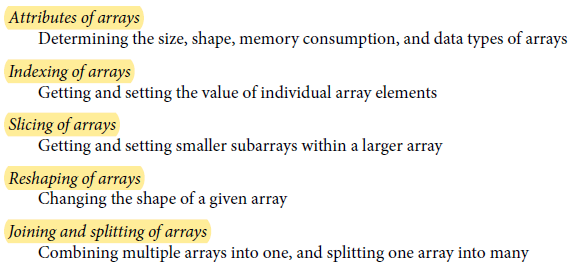 Attributes of arrays
Determining the size, shape, memory consumption, and data types of arrays
Indexing of arrays
Getting and setting the value of individual array elements
Slicing of arrays
Getting and setting smaller subarrays within a larger array
Reshaping of arrays
Changing the shape of a given array
Joining and splitting of arrays
Combining multiple arrays into one, and splitting one array into many